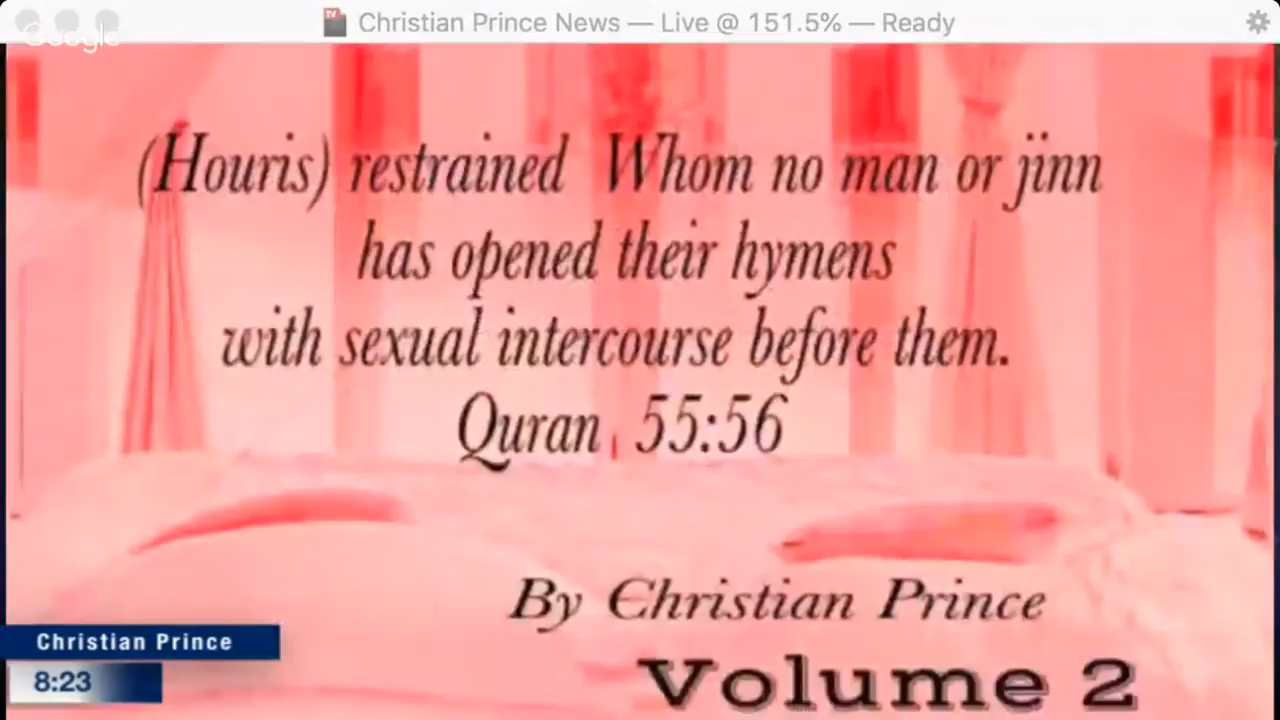 Christian Prince News — Live @ 151.5% — Ready
Google
(Houris) restrained Whom no man or jinn
has opened their hymens
with sexual intercourse before them.
Quran 55:56
By Christian Prince
Volume 2
Christian Prince
8:23